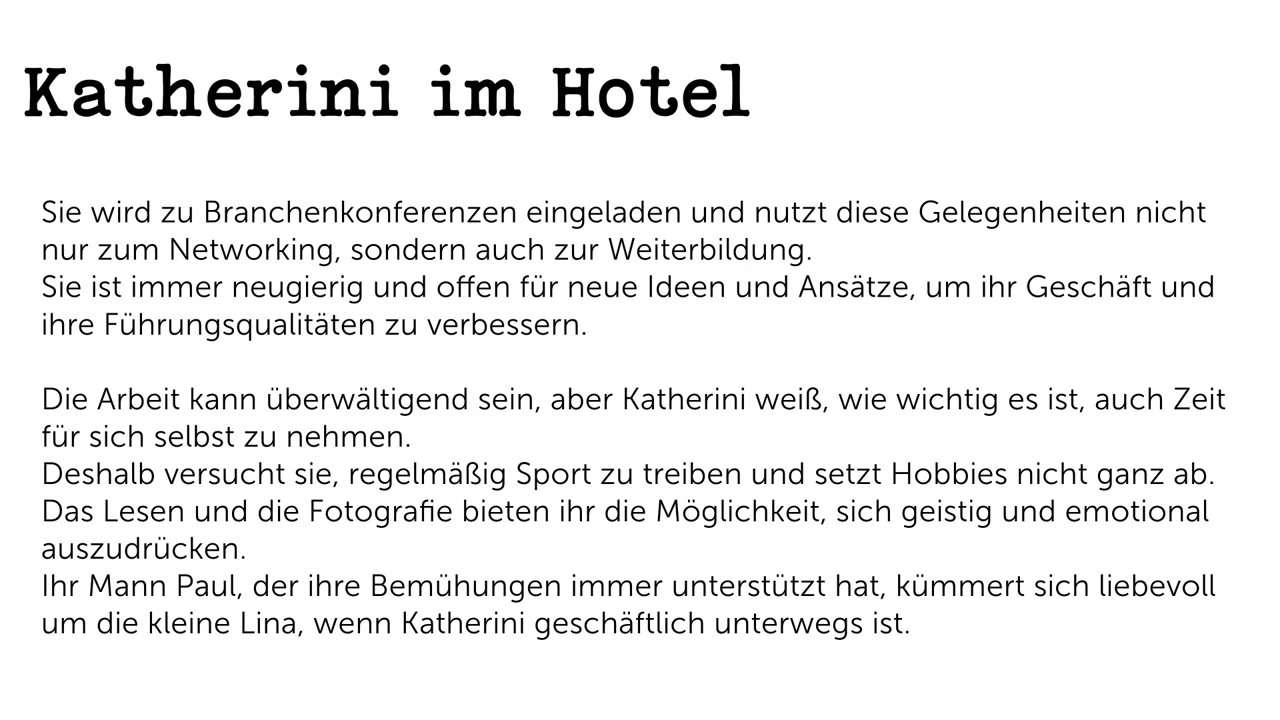 Katherini im Hotel
Sie wird zu Branchenkonferenzen eingeladen und nutzt diese Gelegenheiten nicht
nur zum Networking, sondern auch zur Weiterbildung.
Sie ist immer neugierig und offen für neue Ideen und Ansätze, um ihr Geschäft und
ihre Führungsqualitäten zu verbessern.
Die Arbeit kann überwältigend sein, aber Katherini weiß, wie wichtig es ist, auch Zeit
für sich selbst zu nehmen.
Deshalb versucht sie, regelmäßig Sport zu treiben und setzt Hobbies nicht ganz ab.
Das Lesen und die Fotografie bieten ihr die Möglichkeit, sich geistig und emotional
auszudrücken.
Ihr Mann Paul, der ihre Bemühungen immer unterstützt hat, kümmert sich liebevoll
um die kleine Lina, wenn Katherini geschäftlich unterwegs ist.